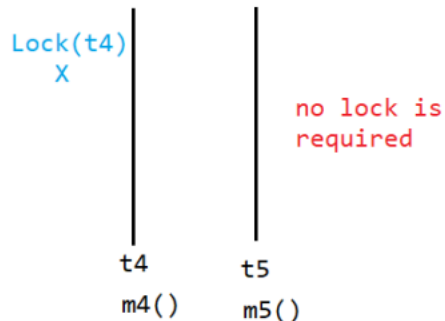 Lock(t4)
X
no lock is
required
t4
t5
m4()
m5()